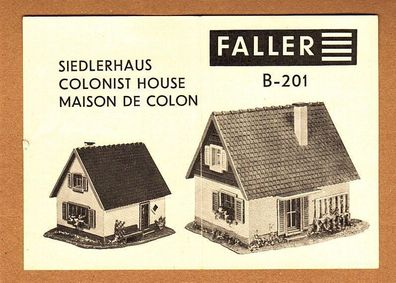 SIEDLERHAUS
COLONIST HOUSE
MAISON DE COLON
FALLER
B-201